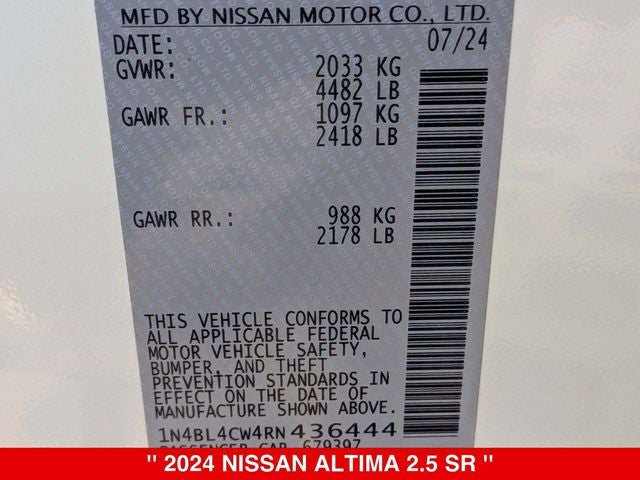 MFD BY NISSAN MOTOR CO., LTD.
DATE: 07/24
GVWR: 2033 KG
4482 LB
GAWR FR.: 1097 KG
2418 LB
GAWR RR.: 988 KG
2178 LB
THIS VEHICLE CONFORMS TO
ALL APPLICABLE FEDERAL
MOTOR VEHICLE SAFETY,
BUMPER, AND THEFT
PREVENTION STANDARDS IN
EFFECT ON THE DATE OF
MANUFACTURE SHOWN ABOVE.
1N4BL4CW4RN436444
PASSENGER CAR 679397
" 2024 NISSAN ALTIMA 2.5 SR "